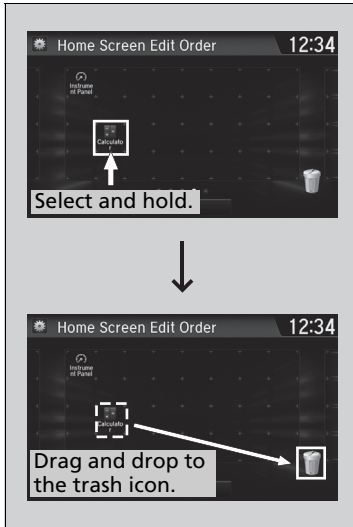 Home Screen Edit Order
12:34
Instrume
nt Panel
Calculato
r
Select and hold.
Home Screen Edit Order
12:34
Instrume
nt Panel
Calculato
r
Drag and drop to
the trash icon.